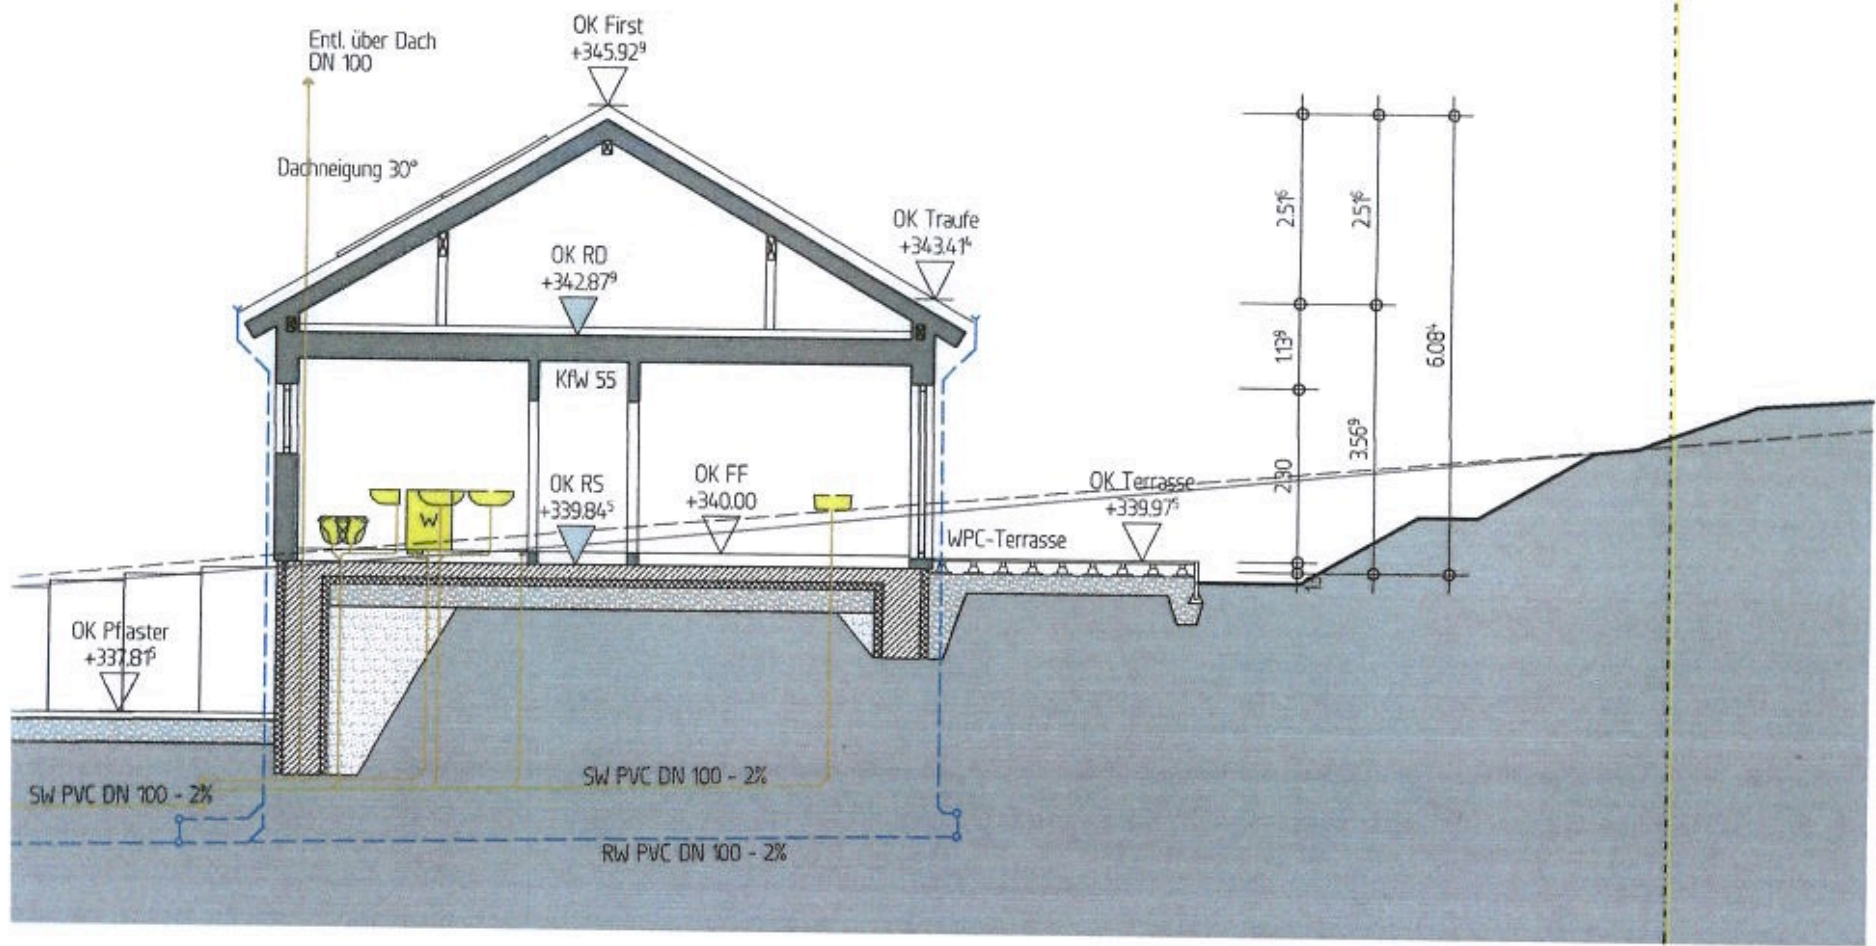 OK First
+345.92⁹
Entl. über Dach
DN 100
Dachneigung 30°
OK Traufe
+343.41⁴
OK RD
+342.87⁹
KfW 55
OK RS
+339.84⁵
OK FF
+340.00
W
OK Terrasse
+339.97⁵
WPC-Terrasse
OK Pflaster
+337.81⁵
SW PVC DN 100 - 2%
SW PVC DN 100 - 2%
RW PVC DN 100 - 2%
2.51⁶
2.51⁶
1.13⁹
6.08⁴
3.56⁹
2.30